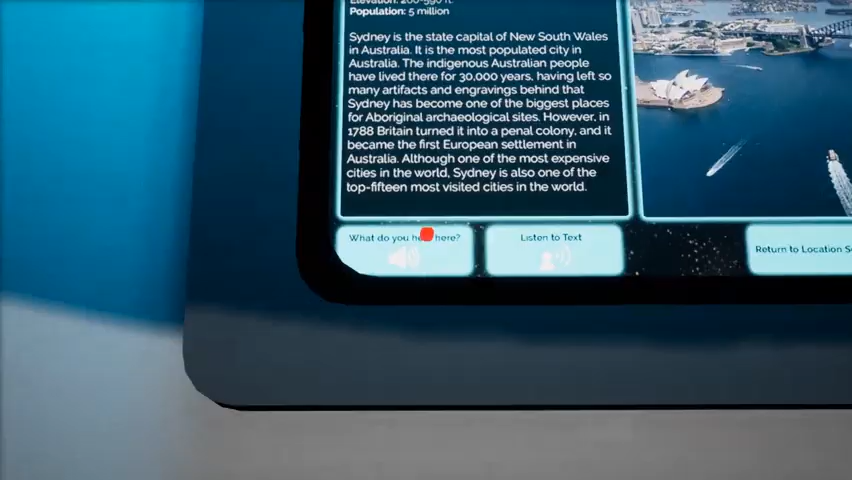 Elevation: 200-590 ft.
Population: 5 million
Sydney is the state capital of New South Wales
in Australia. It is the most populated city in
Australia. The indigenous Australian people
have lived there for 30,000 years, having left so
many artifacts and engravings behind that
Sydney has become one of the biggest places
for Aboriginal archaeological sites. However, in
1788 Britain turned it into a penal colony, and it
became the first European settlement in
Australia. Although one of the most expensive
cities in the world, Sydney is also one of the
top-fifteen most visited cities in the world.
What do you here?
Listen to Text
Return to Location